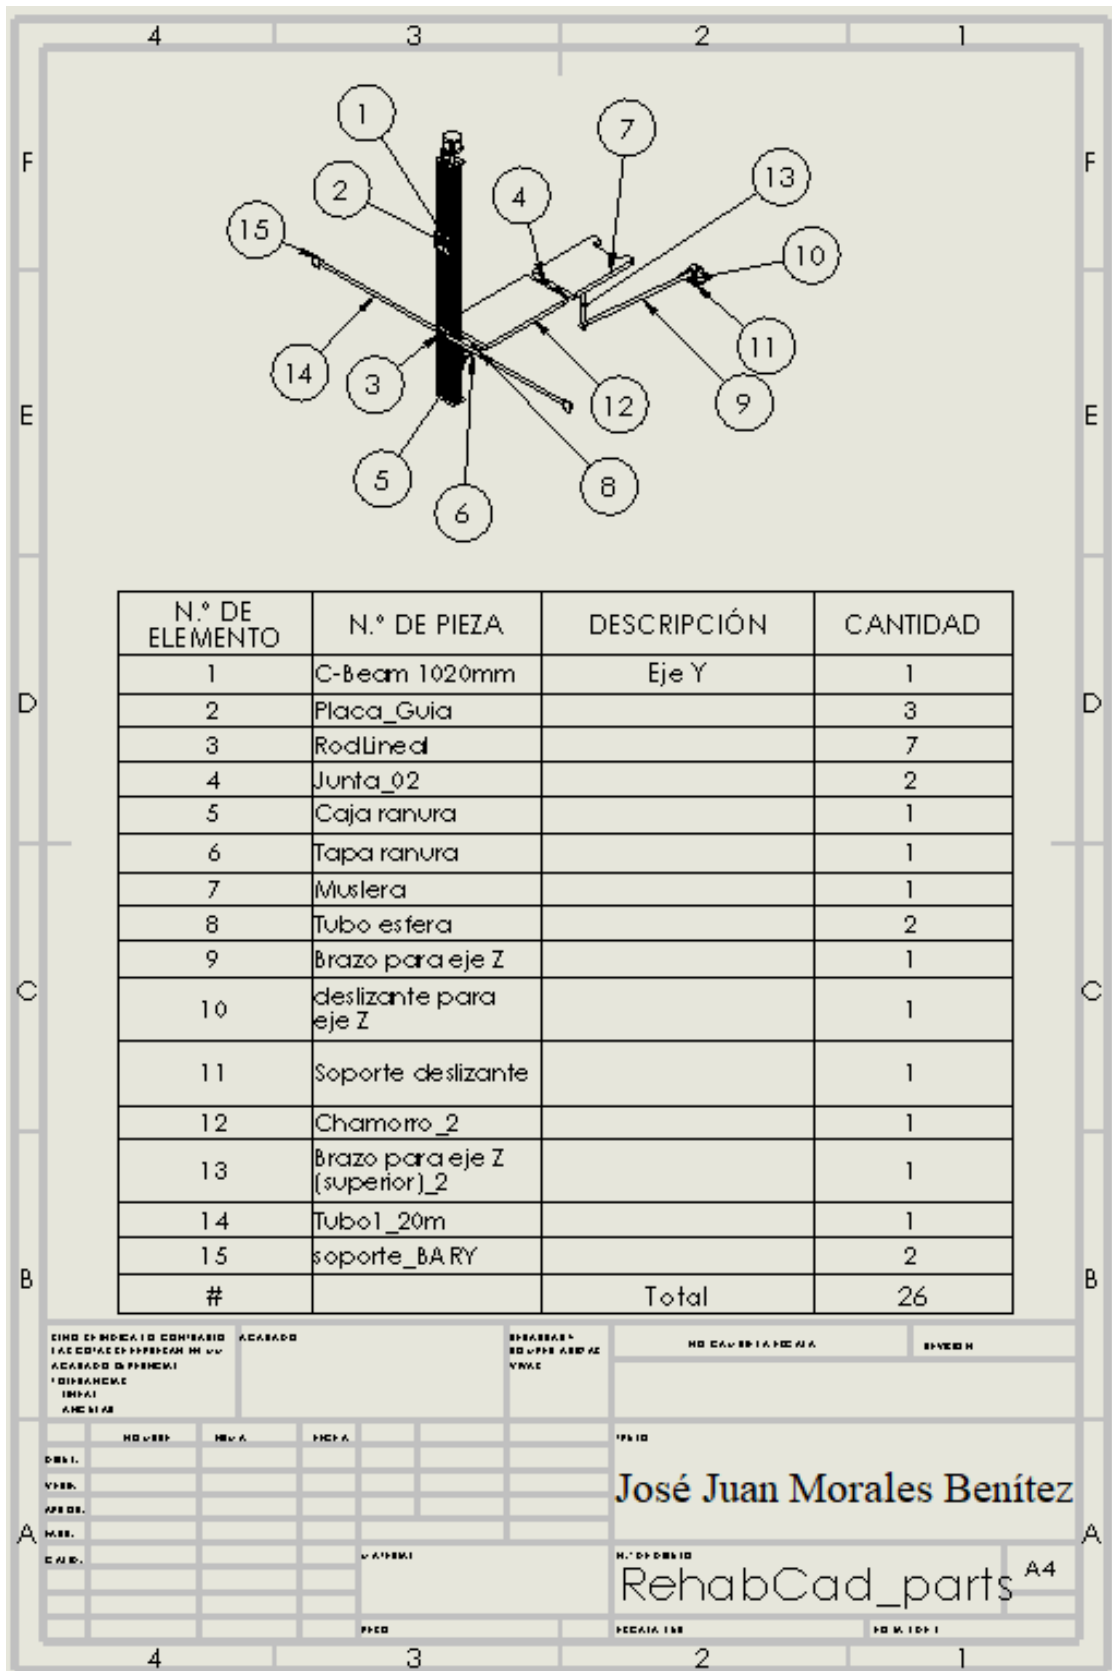 4 3 2 1
F F
1
7
2
13
4
15
10
14
3
11
12
9
E E
5
8
6
N.º DE ELEMENTO N.º DE PIEZA DESCRIPCIÓN CANTIDAD
1 C-Beam 1020mm Eje Y 1
D D
2 Placa_Guia 3
3 RodLineal 7
4 Junta_02 2
5 Caja ranura 1
6 Tapa ranura 1
7 Muslera 1
8 Tubo esfera 2
9 Brazo para eje Z 1
C C
10 deslizante para eje Z 1
11 Soporte deslizante 1
12 Chamorro_2 1
13 Brazo para eje Z (superior)_2 1
14 Tubo1_20m 1
15 soporte_BARY 2
B B
# Total 26
ACABADO
REVISIÓN
José Juan Morales Benítez
A A
RehabCad_parts A4
4 3 2 1